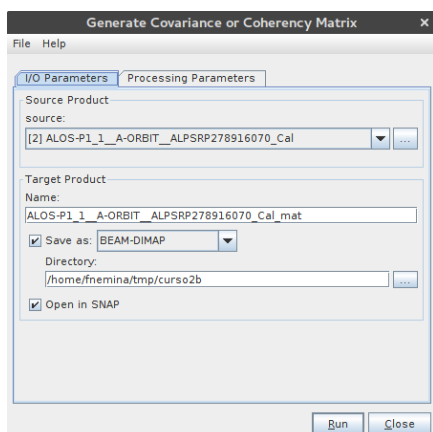 Generate Covariance or Coherency Matrix ×
File Help
I/O Parameters Processing Parameters
Source Product
source:
[2] ALOS-P1_1__A-ORBIT__ALPSRP278916070_Cal ...
Target Product
Name:
ALOS-P1_1__A-ORBIT__ALPSRP278916070_Cal_mat
Save as: BEAM-DIMAP
Directory:
/home/fnemina/tmp/curso2b ...
Open in SNAP
Run Close